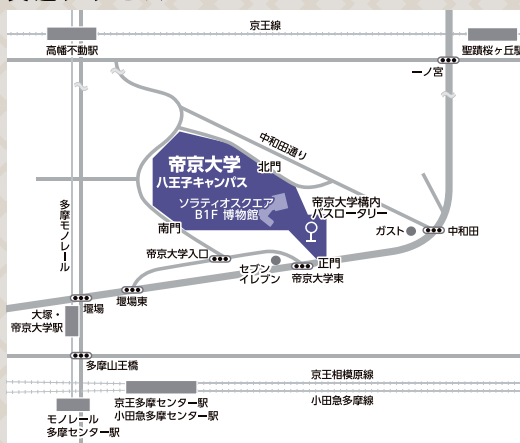 京王線
高幡不動駅
聖蹟桜ヶ丘駅
一ノ宮
中和田通り
帝京大学
八王子キャンパス
北門
ソラティオスクエア
B1F 博物館
帝京大学構内
バスロータリー
多摩モノレール
南門
ガスト
中和田
帝京大学入口
セブン
イレブン
正門
帝京大学東
堰場東
堰場
大塚・
帝京大学駅
多摩山王橋
京王相模原線
京王多摩センター駅
小田急多摩センター駅
小田急多摩線
モノレール
多摩センター駅